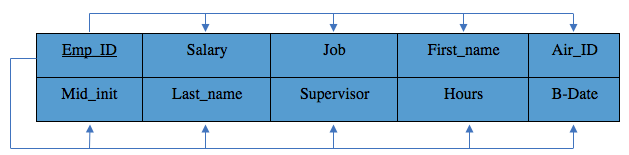 Emp_ID Salary Job First_name Air_ID
Mid_init Last_name Supervisor Hours B-Date